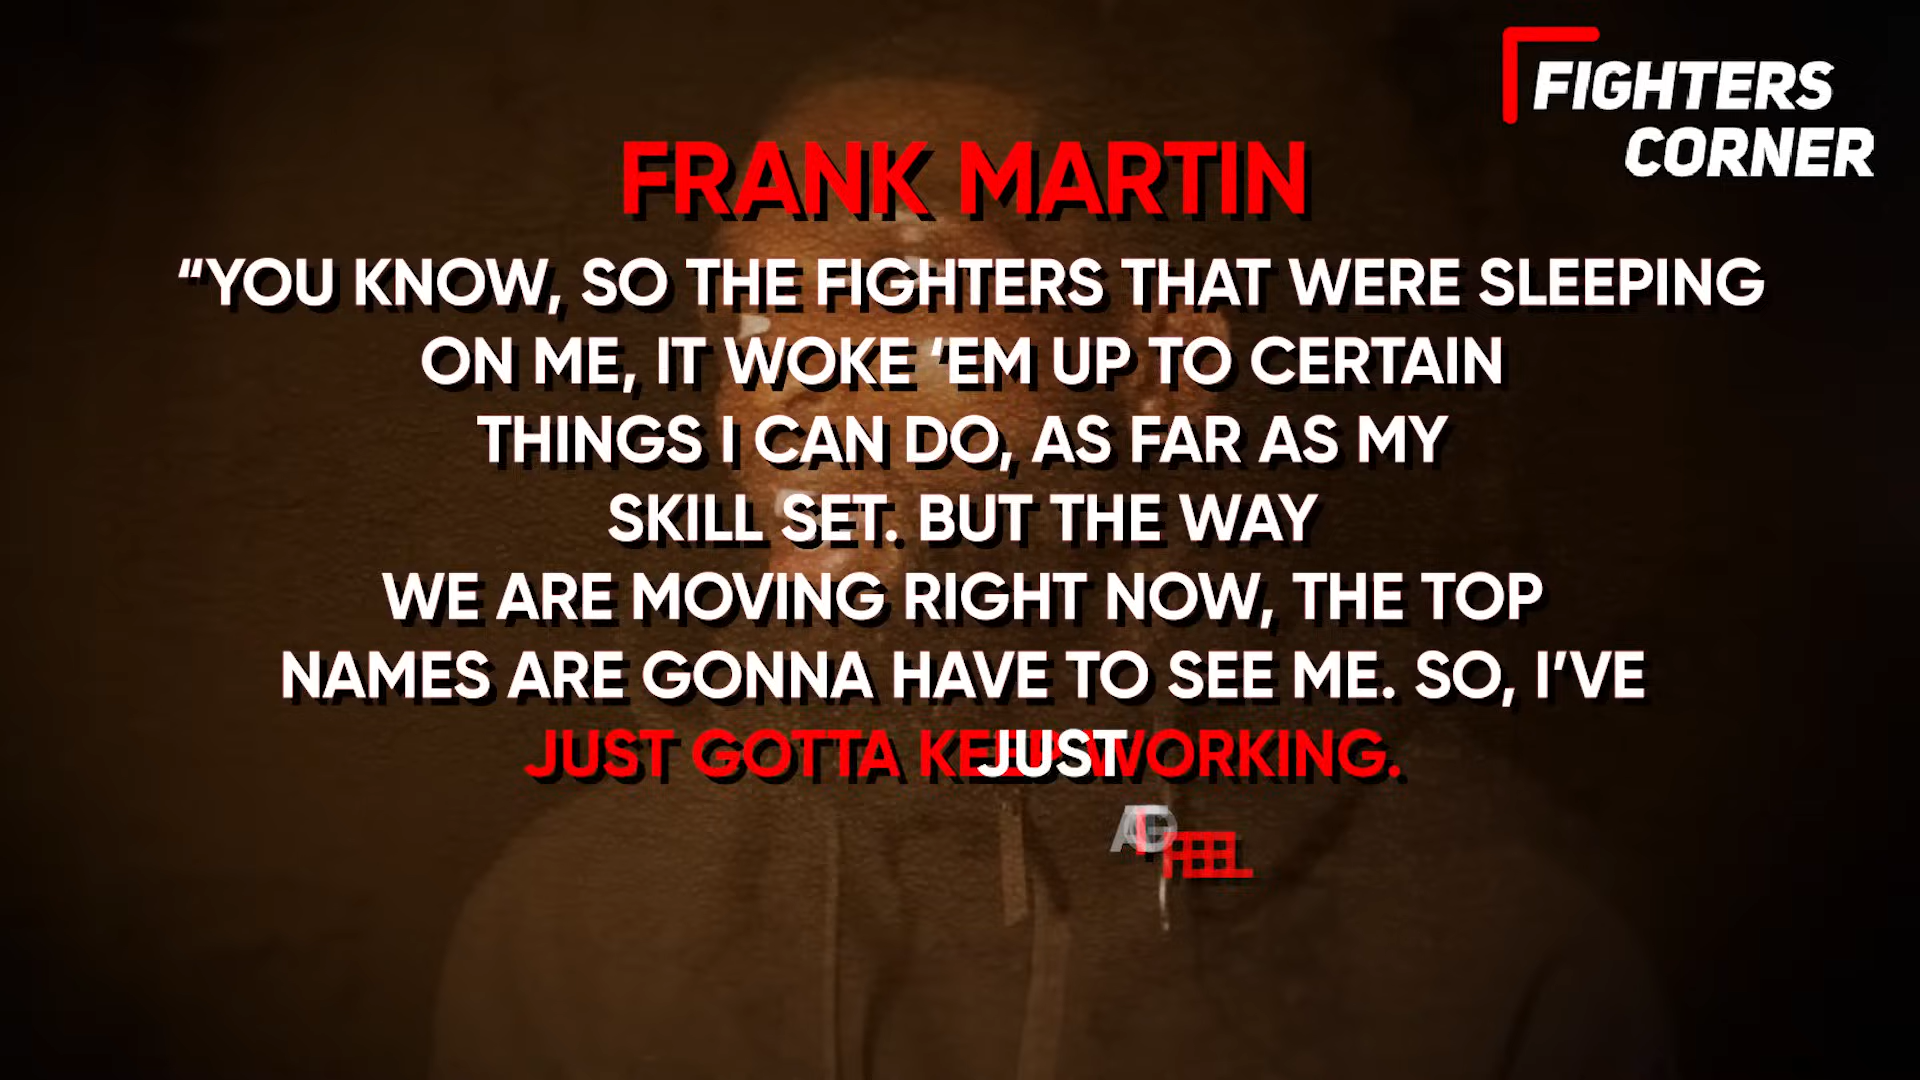 FIGHTERS
CORNER
FRANK MARTIN
“YOU KNOW, SO THE FIGHTERS THAT WERE SLEEPING
ON ME, IT WOKE ‘EM UP TO CERTAIN
THINGS I CAN DO, AS FAR AS MY
SKILL SET. BUT THE WAY
WE ARE MOVING RIGHT NOW, THE TOP
NAMES ARE GONNA HAVE TO SEE ME. SO, I’VE
JUST GOTTA KEEP WORKING.
JUST
FEEL